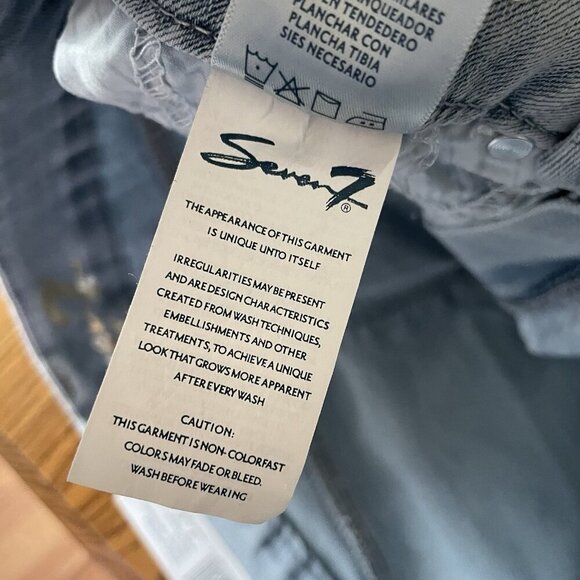 SIMILARES
BLANQUEADOR
EN TENDEDERO
PLANCHAR CON
PLANCHA TIBIA
SIES NECESARIO
Seven7®
THE APPEARANCE OF THIS GARMENT
IS UNIQUE UNTO ITSELF
IRREGULARITIES MAY BE PRESENT
AND ARE DESIGN CHARACTERISTICS
CREATED FROM WASH TECHNIQUES,
EMBELLISHMENTS AND OTHER
TREATMENTS, TO ACHIEVE A UNIQUE
LOOK THAT GROWS MORE APPARENT
AFTER EVERY WASH
CAUTION:
THIS GARMENT IS NON-COLORFAST
COLORS MAY FADE OR BLEED.
WASH BEFORE WEARING